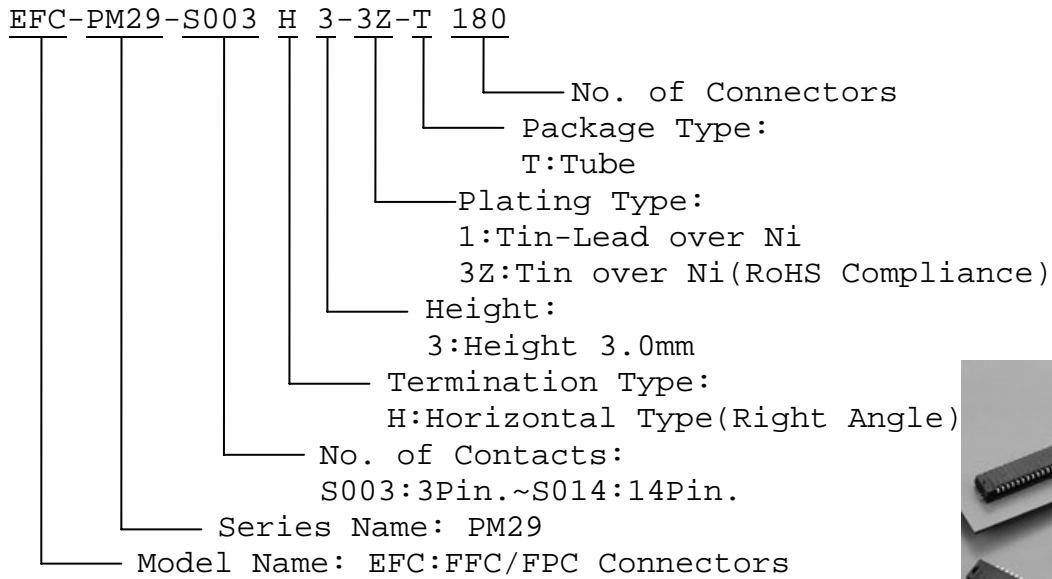 EFC-PM29-S003 H 3-3Z-T 180
No. of Connectors
Package Type:
T:Tube
Plating Type:
1:Tin-Lead over Ni
3Z:Tin over Ni(RoHS Compliance)
Height:
3:Height 3.0mm
Termination Type:
H:Horizontal Type(Right Angle)
No. of Contacts:
S003:3Pin.~S014:14Pin.
Series Name: PM29
Model Name: EFC:FFC/FPC Connectors